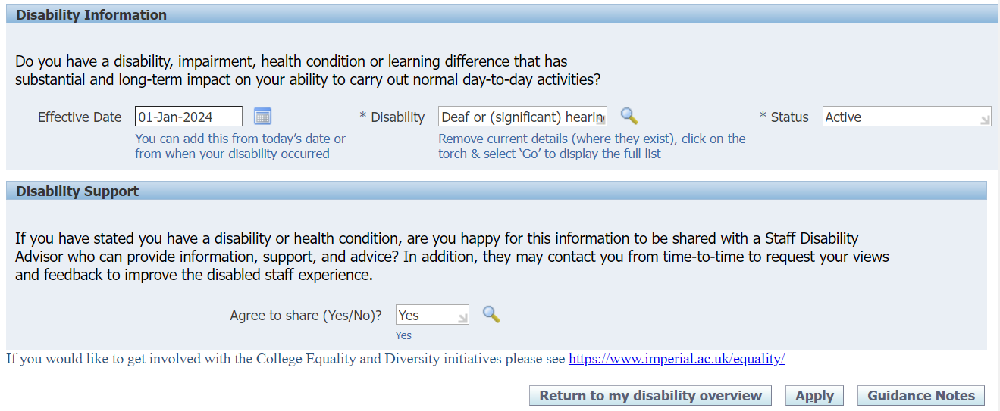 Disability Information
Do you have a disability, impairment, health condition or learning difference that has
substantial and long-term impact on your ability to carry out normal day-to-day activities?
Effective Date 01-Jan-2024 * Disability Deaf or (significant) hearin * Status Active
You can add this from today’s date or
from when your disability occurred
Remove current details (where they exist), click on the
torch & select ‘Go’ to display the full list
Disability Support
If you have stated you have a disability or health condition, are you happy for this information to be shared with a Staff Disability
Advisor who can provide information, support, and advice? In addition, they may contact you from time-to-time to request your views
and feedback to improve the disabled staff experience.
Agree to share (Yes/No)? Yes
Yes
If you would like to get involved with the College Equality and Diversity initiatives please see https://www.imperial.ac.uk/equality/
Return to my disability overview Apply Guidance Notes